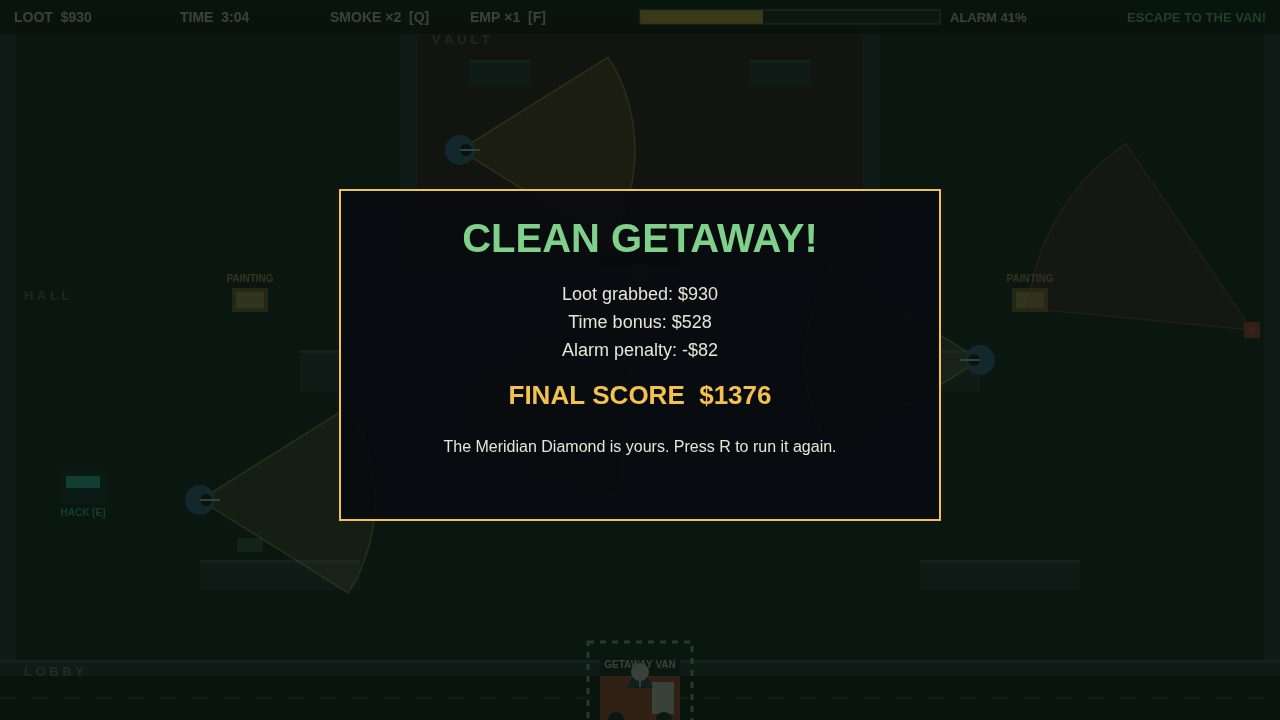 LOOT $930 TIME 3:04 SMOKE ×2 [Q] EMP ×1 [F] ALARM 41% ESCAPE TO THE VAN!
VAULT
CLEAN GETAWAY!
PAINTING
PAINTING
HALL
Loot grabbed: $930
Time bonus: $528
Alarm penalty: -$82
FINAL SCORE $1376
The Meridian Diamond is yours. Press R to run it again.
HACK [E]
GETAWAY VAN
LOBBY